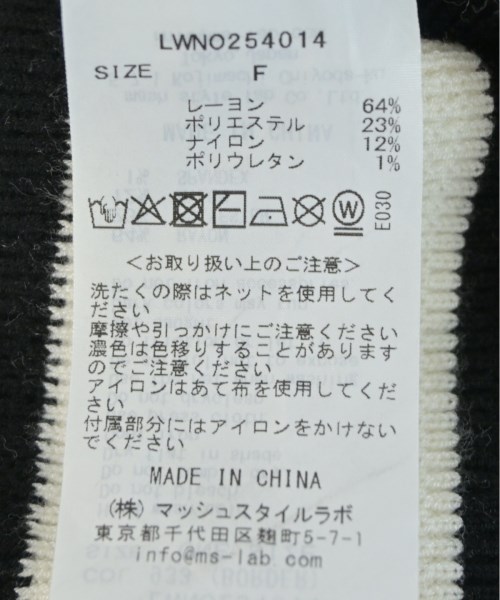 LWNO254014
SIZE F
レーヨン 64%
ポリエステル 23%
ナイロン 12%
ポリウレタン 1%
W E030
＜お取り扱い上のご注意＞
洗たくの際はネットを使用してく
ださい
摩擦や引っかけにご注意ください
濃色は色移りすることがあります
のでご注意ください
アイロンはあて布を使用してくだ
さい
付属部分にはアイロンをかけない
でください
MADE IN CHINA
（株）マッシュスタイルラボ
東京都千代田区麹町5-7-1
info@ms-lab.com